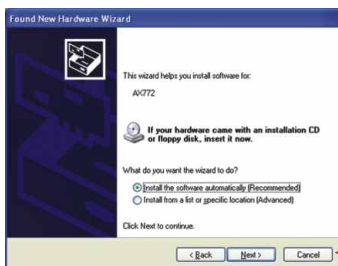 Found New Hardware Wizard
This wizard helps you install software for:
AX772
If your hardware came with an installation CD
or floppy disk, insert it now.
What do you want the wizard to do?
Install the software automatically (Recommended)
Install from a list or specific location (Advanced)
Click Next to continue.
< Back
Next >
Cancel